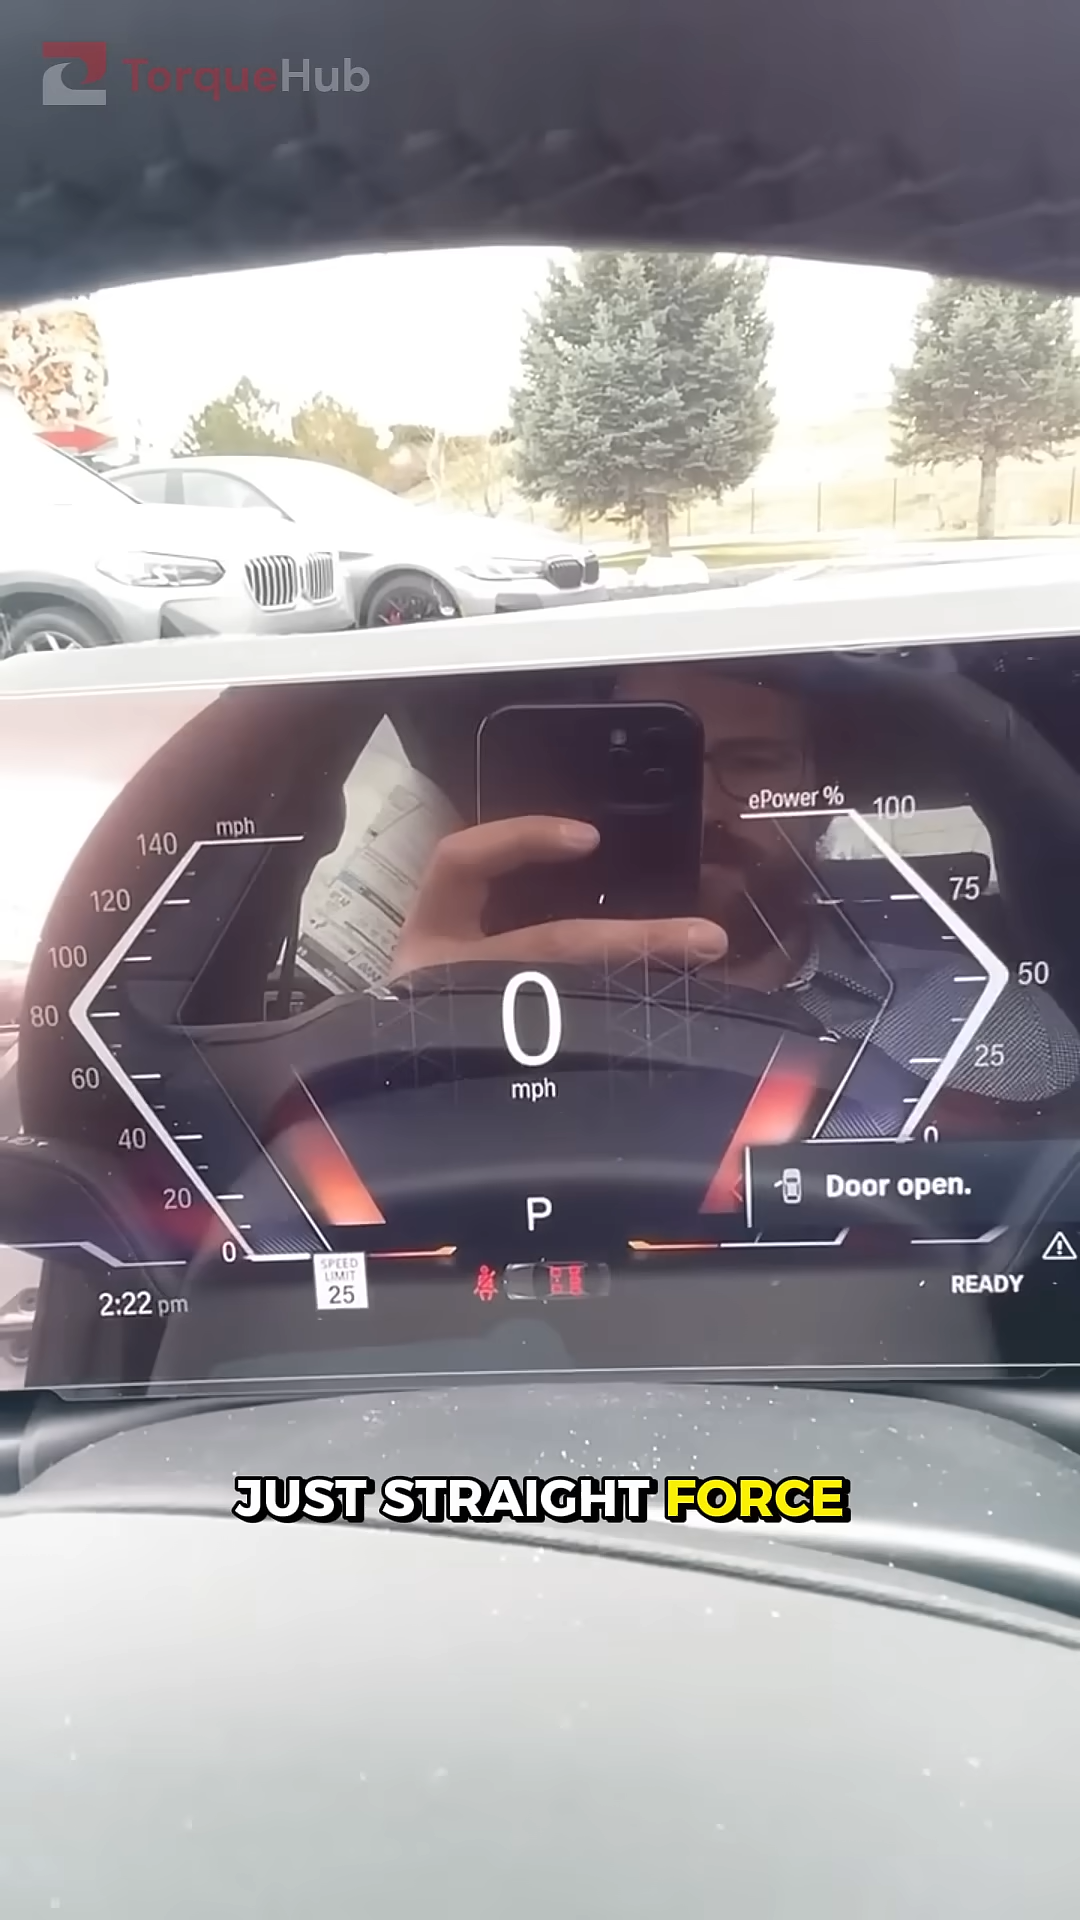 TorqueHub
mph
140
120
100
80
60
40
20
0
ePower %
100
75
50
25
0
0
mph
P
Door open.
SPEED
LIMIT
25
2:22 pm
READY
JUST STRAIGHT FORCE